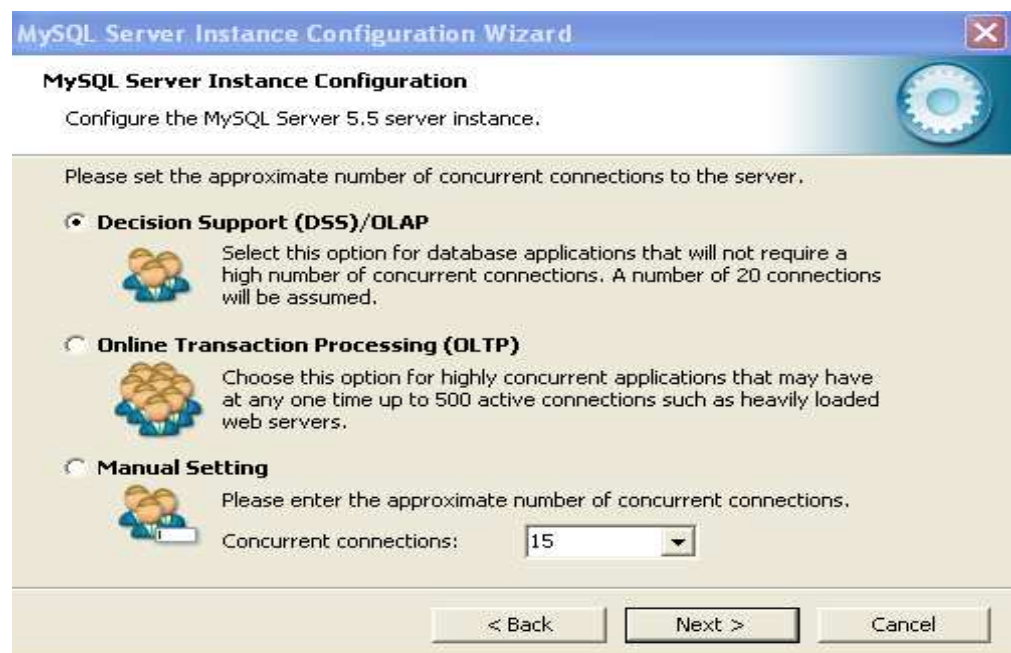 MySQL Server Instance Configuration Wizard
MySQL Server Instance Configuration
Configure the MySQL Server 5.5 server instance.
Please set the approximate number of concurrent connections to the server.
Decision Support (DSS)/OLAP
Select this option for database applications that will not require a
high number of concurrent connections. A number of 20 connections
will be assumed.
Online Transaction Processing (OLTP)
Choose this option for highly concurrent applications that may have
at any one time up to 500 active connections such as heavily loaded
web servers.
Manual Setting
Please enter the approximate number of concurrent connections.
Concurrent connections: 15
< Back Next > Cancel